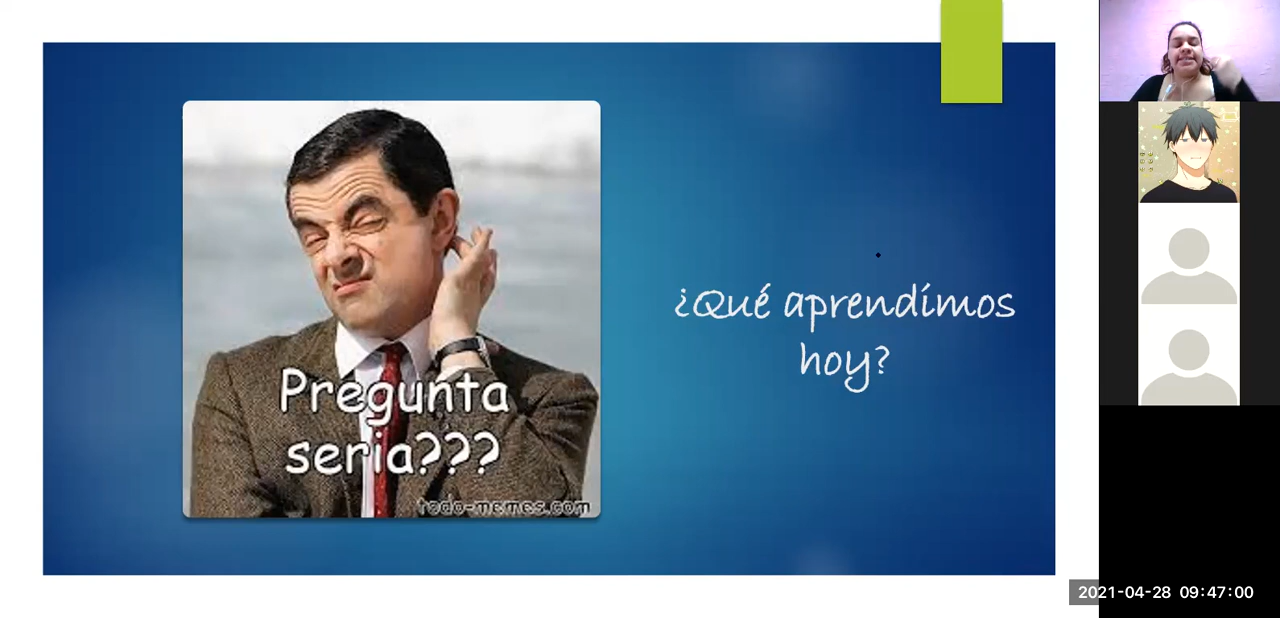 ¿Qué aprendimos
hoy?
Pregunta
seria???
todo-memes.com
2021-04-28 09:47:00